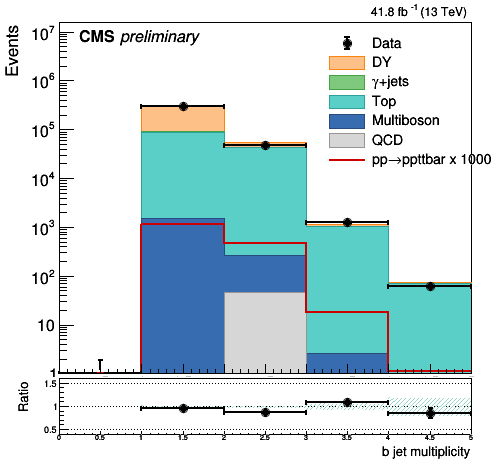 41.8 fb⁻¹ (13 TeV)
CMS preliminary
Events
10⁷
10⁶
10⁵
10⁴
10³
10²
10
1
Data
DY
γ+jets
Top
Multiboson
QCD
pp→ppttbar x 1000
Ratio
1.5
1
0.5
0 0.5 1 1.5 2 2.5 3 3.5 4 4.5 5
b jet multiplicity